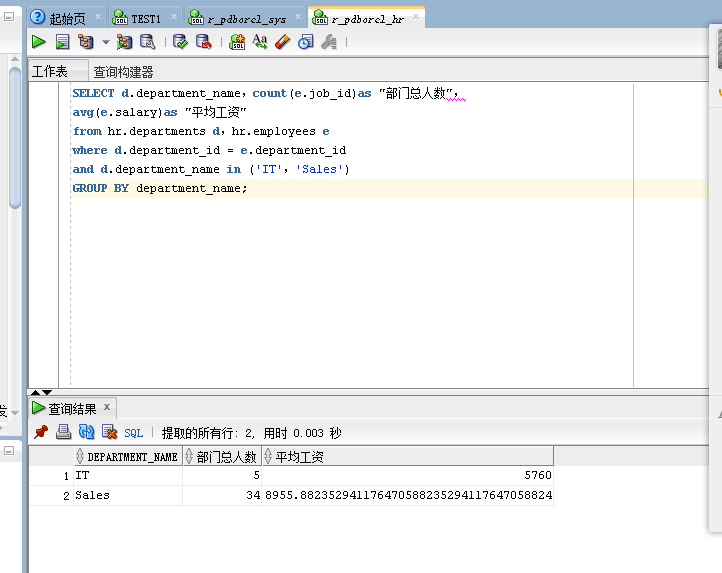 起始页 TEST1 r_pdborcl_sys r_pdborcl_hr
工作表 查询构建器
SELECT d.department_name，count(e.job_id)as "部门总人数"，
avg(e.salary)as "平均工资"
from hr.departments d，hr.employees e
where d.department_id = e.department_id
and d.department_name in ('IT'，'Sales')
GROUP BY department_name;
发
查询结果
SQL 提取的所有行: 2, 用时 0.003 秒
DEPARTMENT_NAME 部门总人数 平均工资
1 IT 5 5760
2 Sales 34 8955.88235294117647058823529411764705882​4